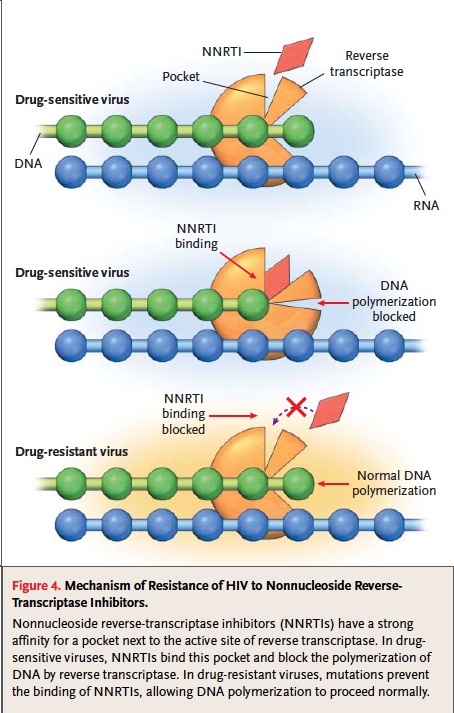 NNRTI
Reverse
transcriptase
Pocket
Drug-sensitive virus
DNA
RNA
NNRTI
binding
Drug-sensitive virus
DNA
polymerization
blocked
NNRTI
binding
blocked
Drug-resistant virus
Normal DNA
polymerization
Figure 4. Mechanism of Resistance of HIV to Nonnucleoside Reverse-
Transcriptase Inhibitors.
Nonnucleoside reverse-transcriptase inhibitors (NNRTIs) have a strong
affinity for a pocket next to the active site of reverse transcriptase. In drug-
sensitive viruses, NNRTIs bind this pocket and block the polymerization of
DNA by reverse transcriptase. In drug-resistant viruses, mutations prevent
the binding of NNRTIs, allowing DNA polymerization to proceed normally.